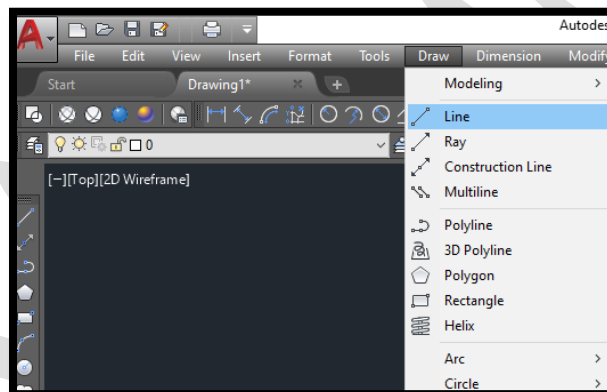 Autodes
File Edit View Insert Format Tools Draw Dimension Modify
Start Drawing1*
0
[−][Top][2D Wireframe]
Modeling
Line
Ray
Construction Line
Multiline
Polyline
3D Polyline
Polygon
Rectangle
Helix
Arc
Circle